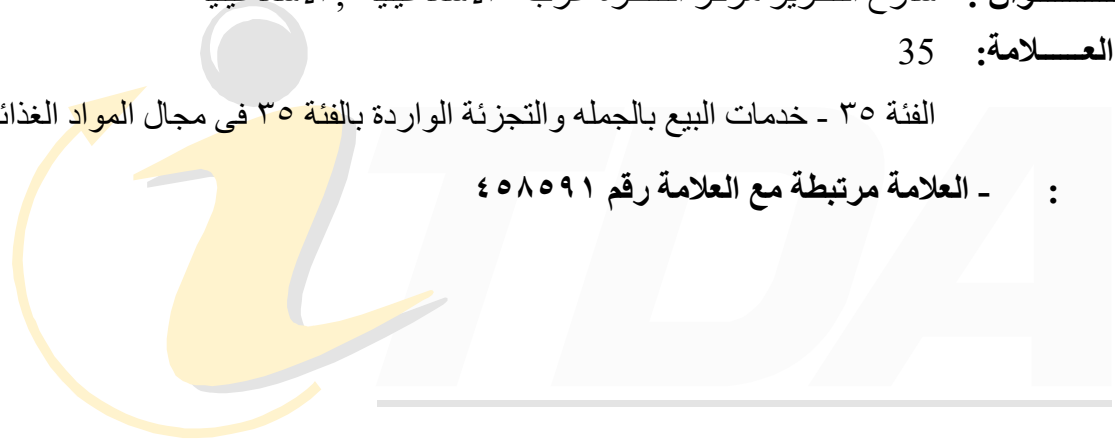 العـــــلامة: 35
الفئة ٣٥ - خدمات البيع بالجمله والتجزئة الواردة بالفئة ٣٥ فى مجال المواد
: - العلامة مرتبطة مع العلامة رقم ٤٥٨٥٩١
iTDA